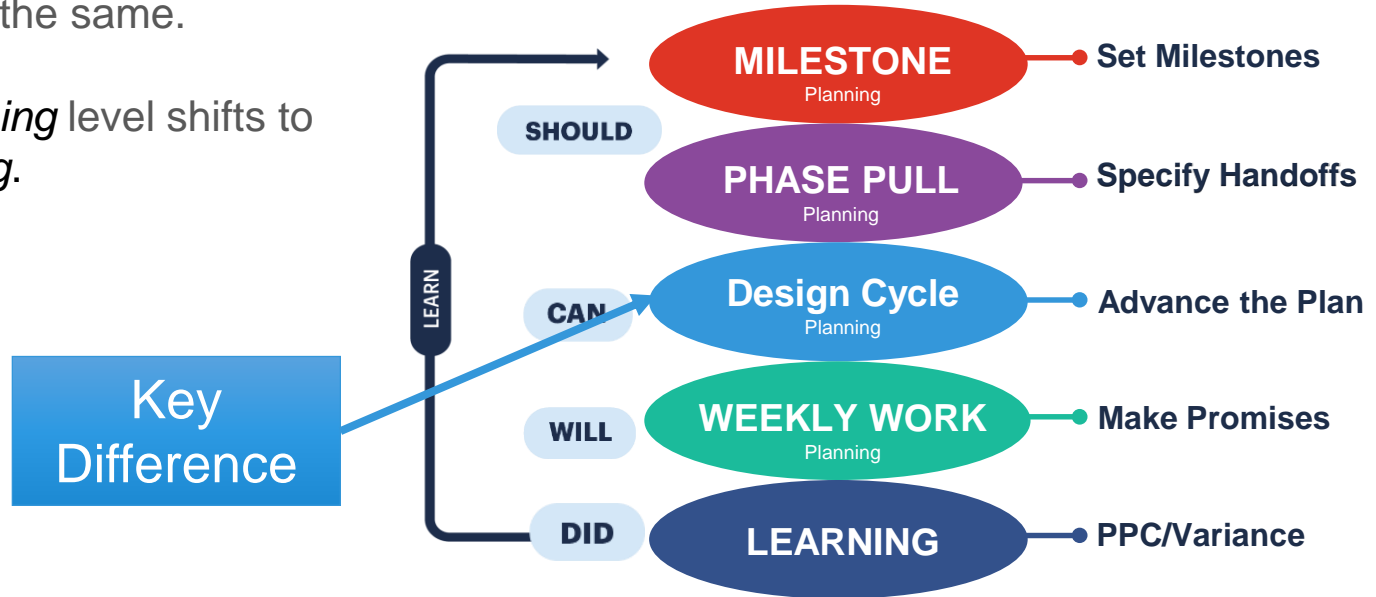 the same.
ing level shifts to
g.
Key
Difference
LEARN
SHOULD
CAN
WILL
DID
MILESTONE
Planning
Set Milestones
PHASE PULL
Planning
Specify Handoffs
Design Cycle
Planning
Advance the Plan
WEEKLY WORK
Planning
Make Promises
LEARNING
PPC/Variance